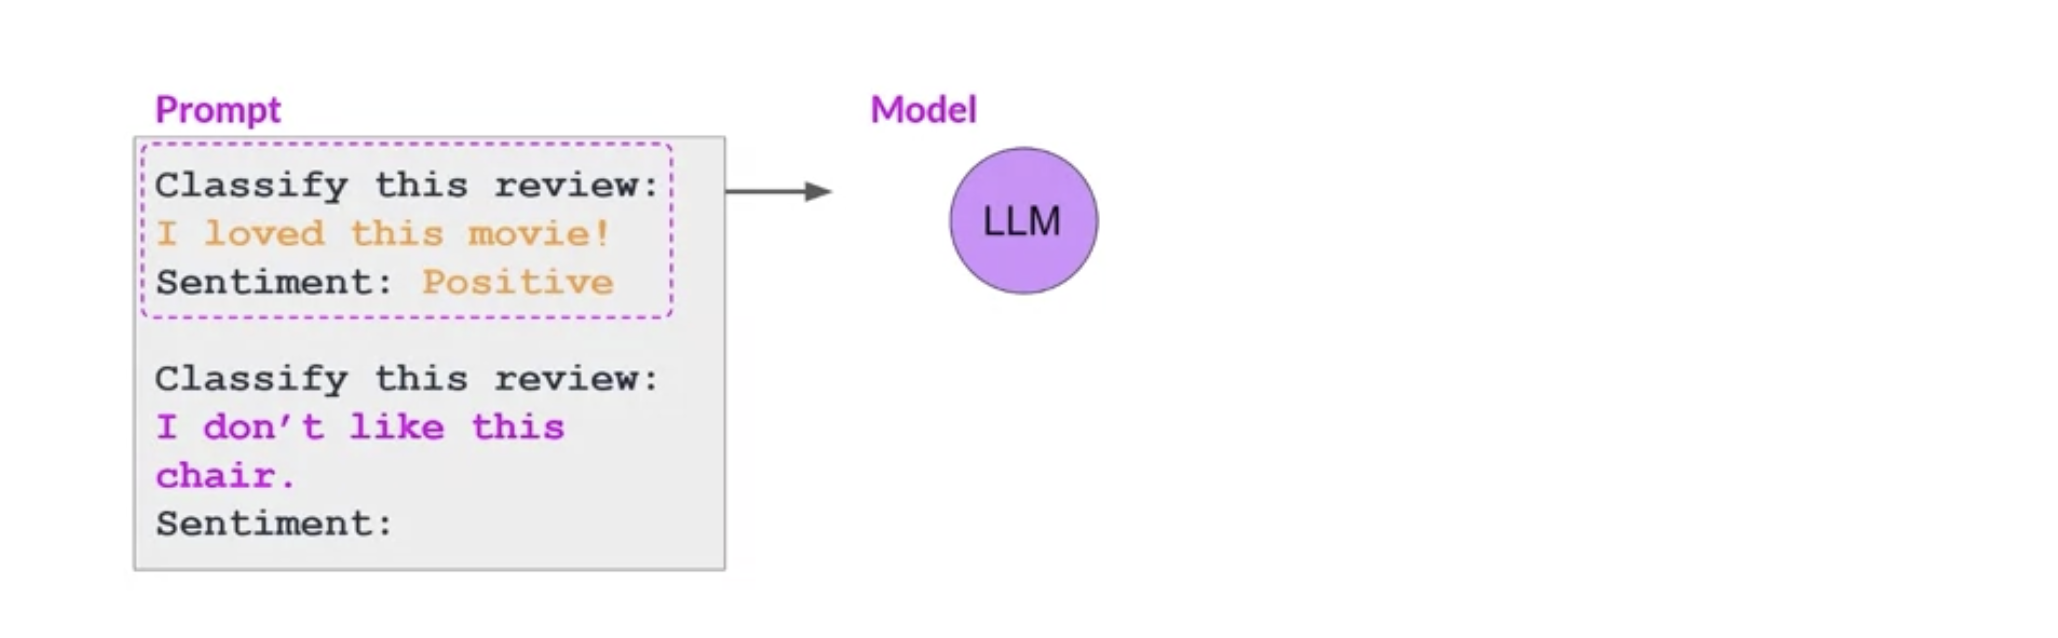 Prompt
Classify this review:
I loved this movie!
Sentiment: Positive
Classify this review:
I don’t like this
chair.
Sentiment:
Model
LLM